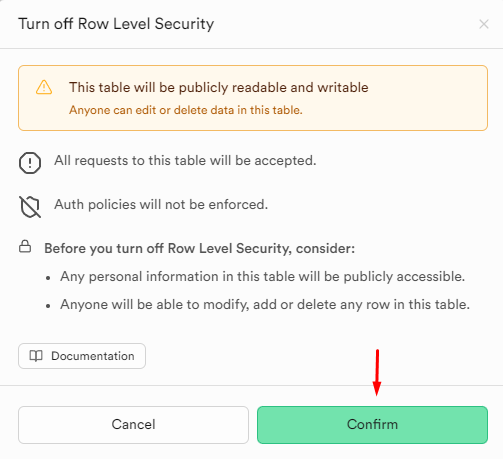 Turn off Row Level Security
This table will be publicly readable and writable
Anyone can edit or delete data in this table.
All requests to this table will be accepted.
Auth policies will not be enforced.
Before you turn off Row Level Security, consider:
Any personal information in this table will be publicly accessible.
Anyone will be able to modify, add or delete any row in this table.
Documentation
Cancel
Confirm